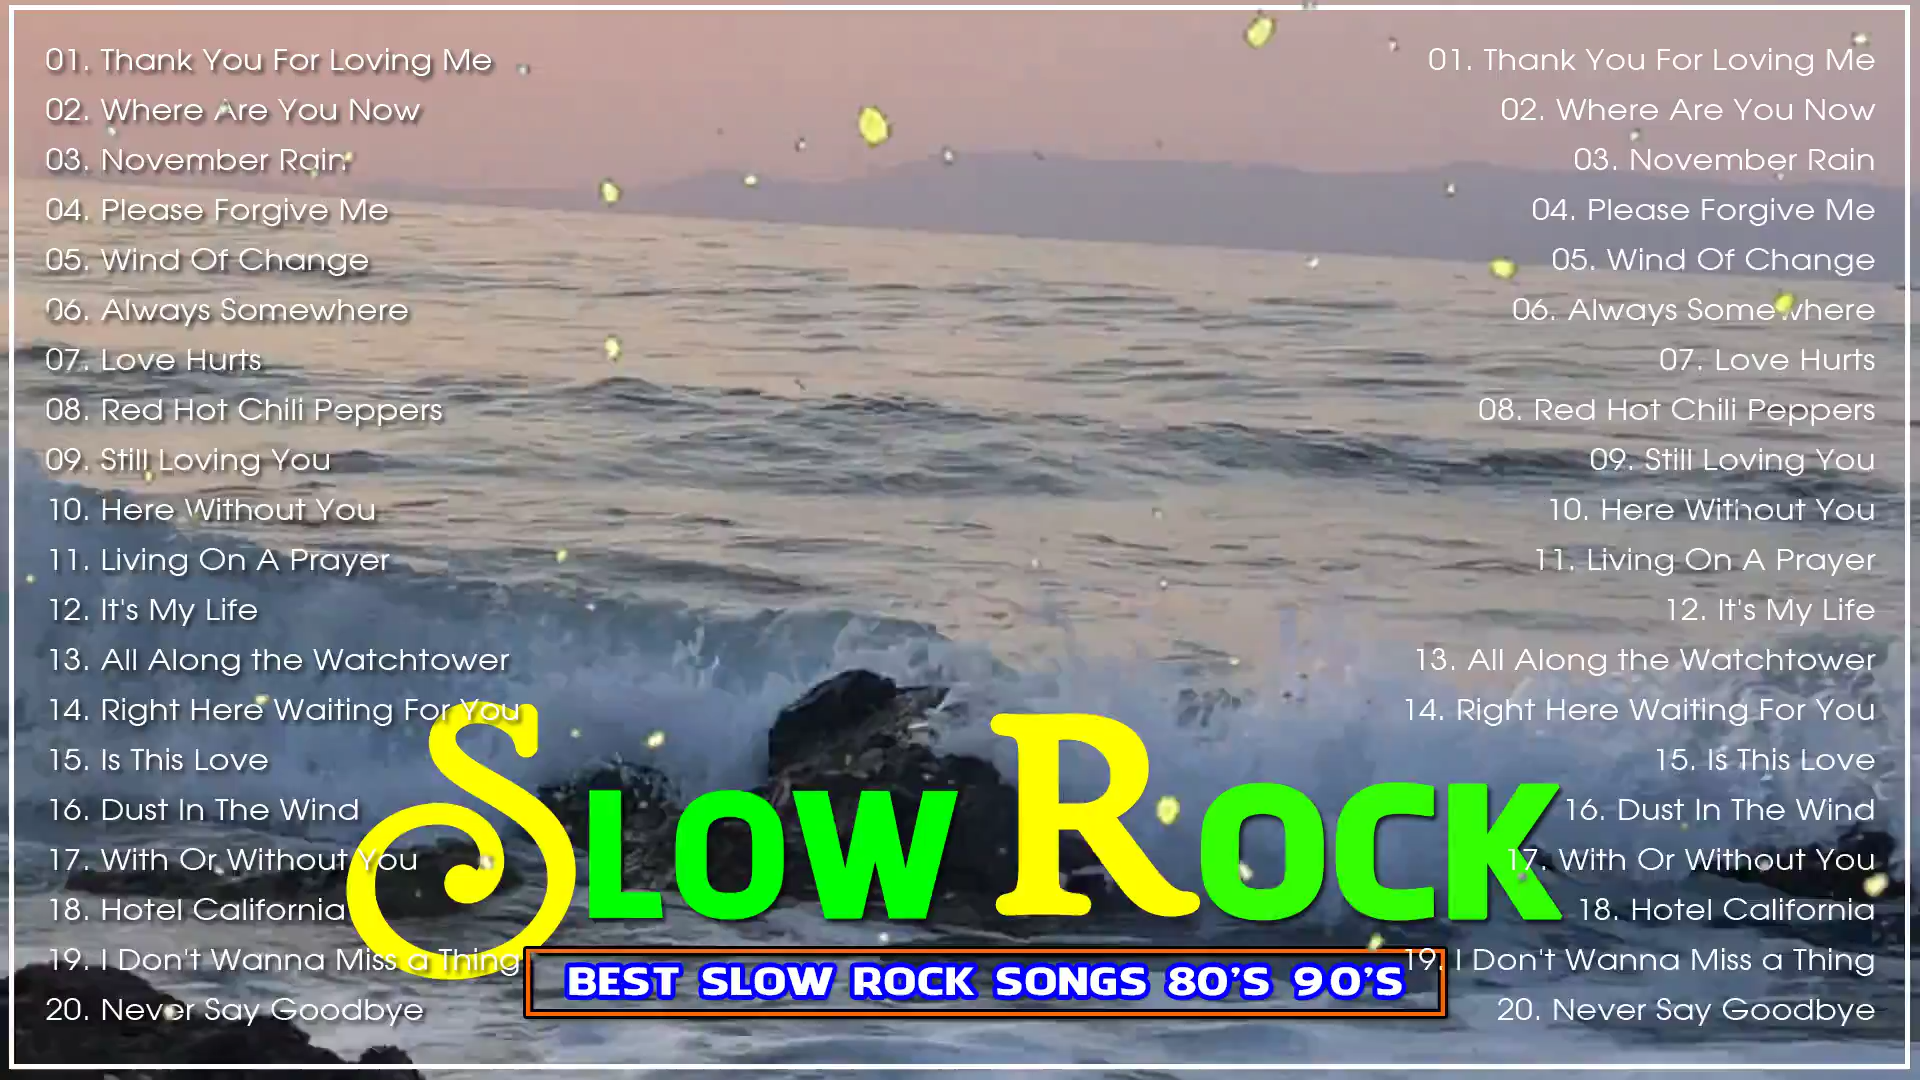 01. Thank You For Loving Me
02. Where Are You Now
03. November Rain
04. Please Forgive Me
05. Wind Of Change
06. Always Somewhere
07. Love Hurts
08. Red Hot Chili Peppers
09. Still Loving You
10. Here Without You
11. Living On A Prayer
12. It's My Life
13. All Along the Watchtower
14. Right Here Waiting For You
15. Is This Love
16. Dust In The Wind
17. With Or Without You
18. Hotel California
19. I Don't Wanna Miss a Thing
20. Never Say Goodbye
01. Thank You For Loving Me
02. Where Are You Now
03. November Rain
04. Please Forgive Me
05. Wind Of Change
06. Always Somewhere
07. Love Hurts
08. Red Hot Chili Peppers
09. Still Loving You
10. Here Without You
11. Living On A Prayer
12. It's My Life
13. All Along the Watchtower
14. Right Here Waiting For You
15. Is This Love
16. Dust In The Wind
17. With Or Without You
18. Hotel California
19. I Don't Wanna Miss a Thing
20. Never Say Goodbye
SLOW ROCK
BEST SLOW ROCK SONGS 80'S 90'S